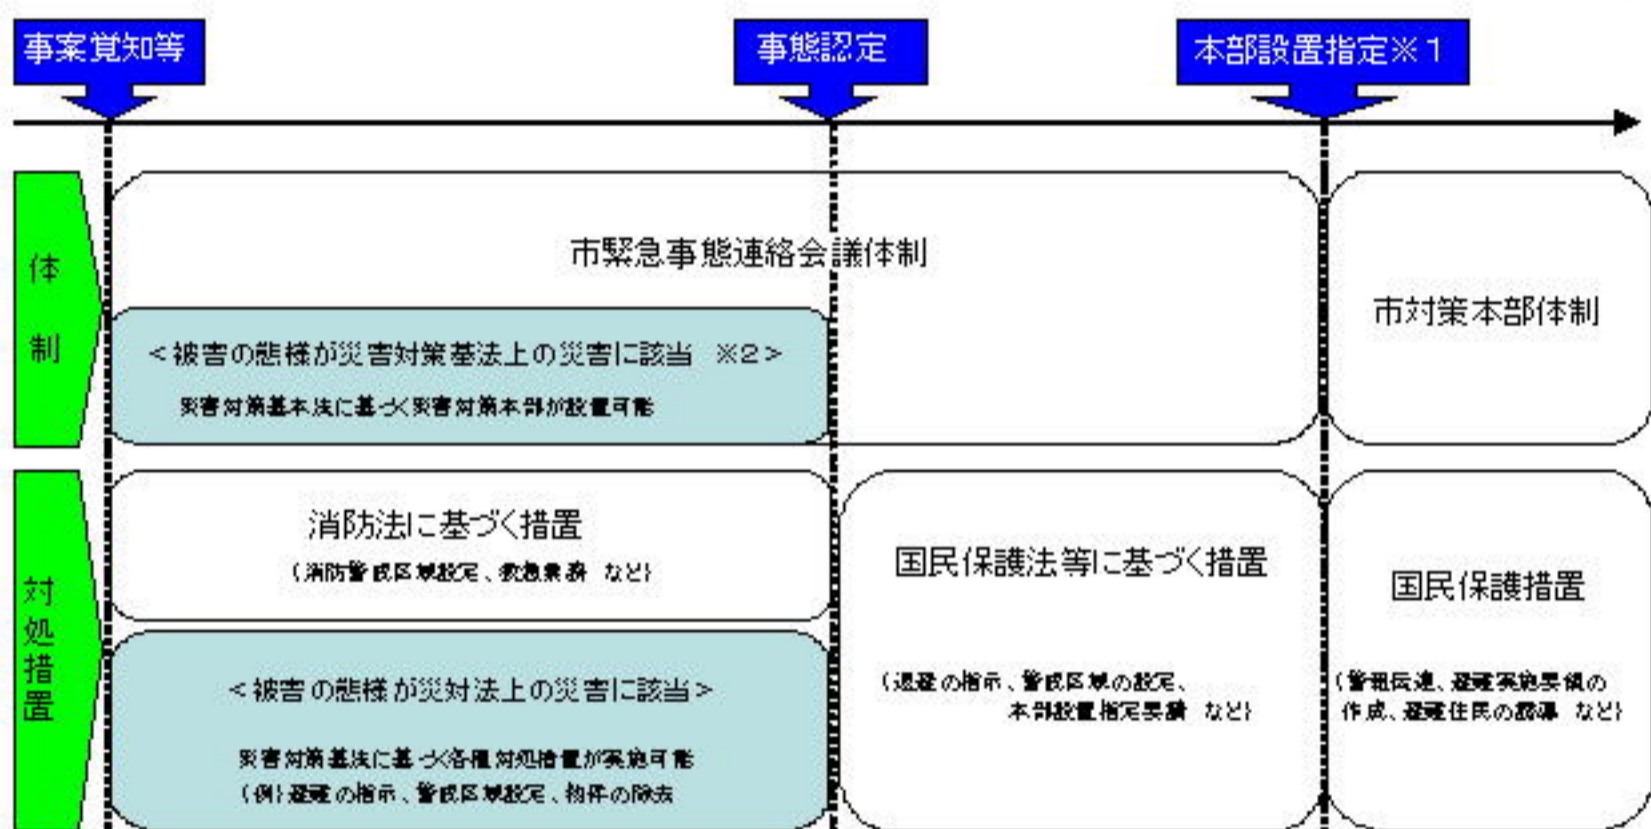 事案覚知等
事態認定
本部設置指定※1
体制
市緊急事態連絡会議体制
市対策本部体制
<被害の態様が災害対策基法上の災害に該当 ※2>
災害対策基本法に基づく災害対策本部が設置可能
対処措置
消防法に基づく措置
(消防警戒区域設定、救急業務 など)
<被害の態様が災対法上の災害に該当>
災害対策基法に基づく各種対処措置が実施可能
(例)避難の指示、警戒区域設定、物件の除去
国民保護法等に基づく措置
(退避の指示、警戒区域の設定、
本部設置指定要請 など)
国民保護措置
(警報伝達、避難実施要領の
作成、避難住民の誘導 など)